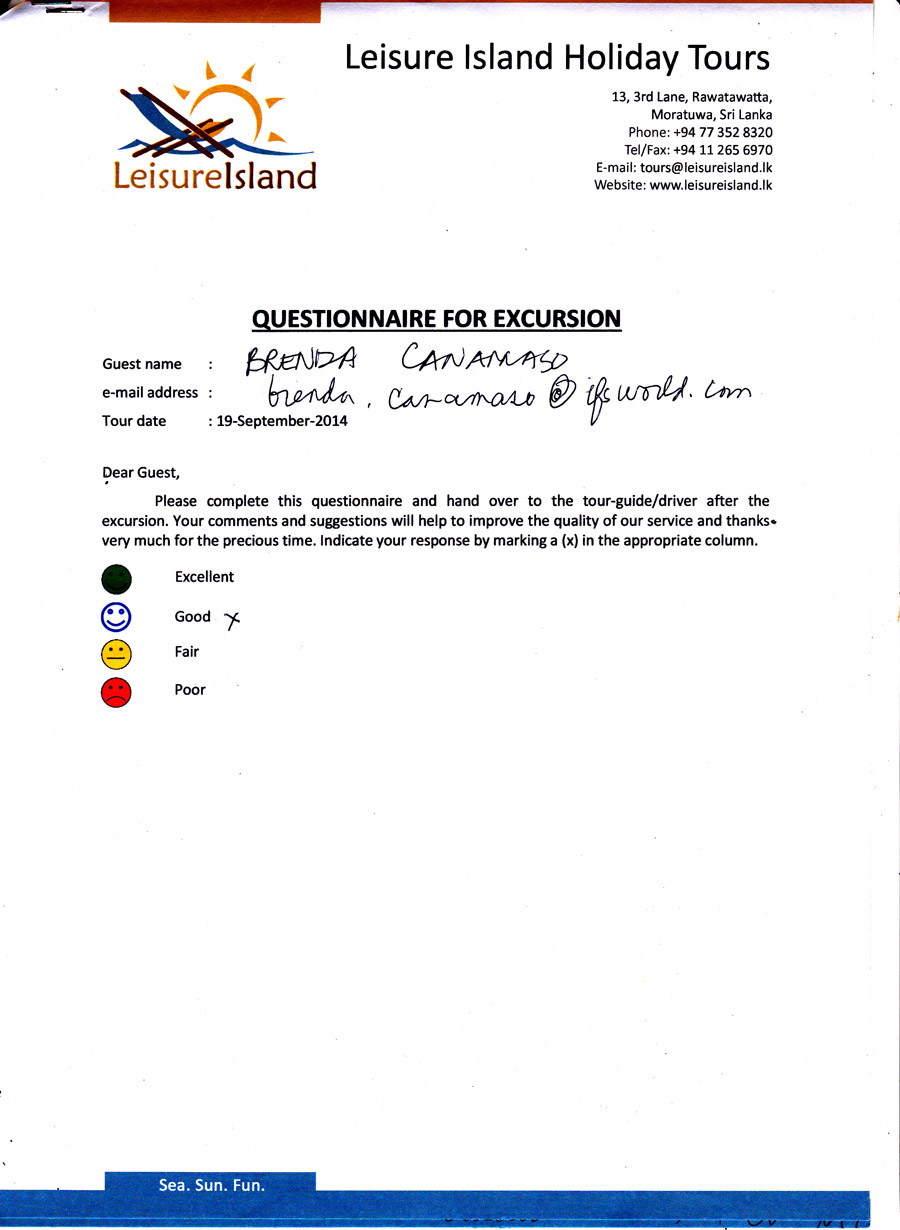 Leisure Island Holiday Tours
13, 3rd Lane, Rawatawatta,
Moratuwa, Sri Lanka
Phone: +94 77 352 8320
Tel/Fax: +94 11 265 6970
E-mail: tours@leisureisland.lk
Website: www.leisureisland.lk
LeisureIsland
QUESTIONNAIRE FOR EXCURSION
Guest name : BRENDA CANAMASO
e-mail address : brenda.canamaso@ifsworld.com
Tour date : 19-September-2014
Dear Guest,
Please complete this questionnaire and hand over to the tour-guide/driver after the
excursion. Your comments and suggestions will help to improve the quality of our service and thanks
very much for the precious time. Indicate your response by marking a (x) in the appropriate column.
Excellent
Good x
Fair
Poor
Sea. Sun. Fun.